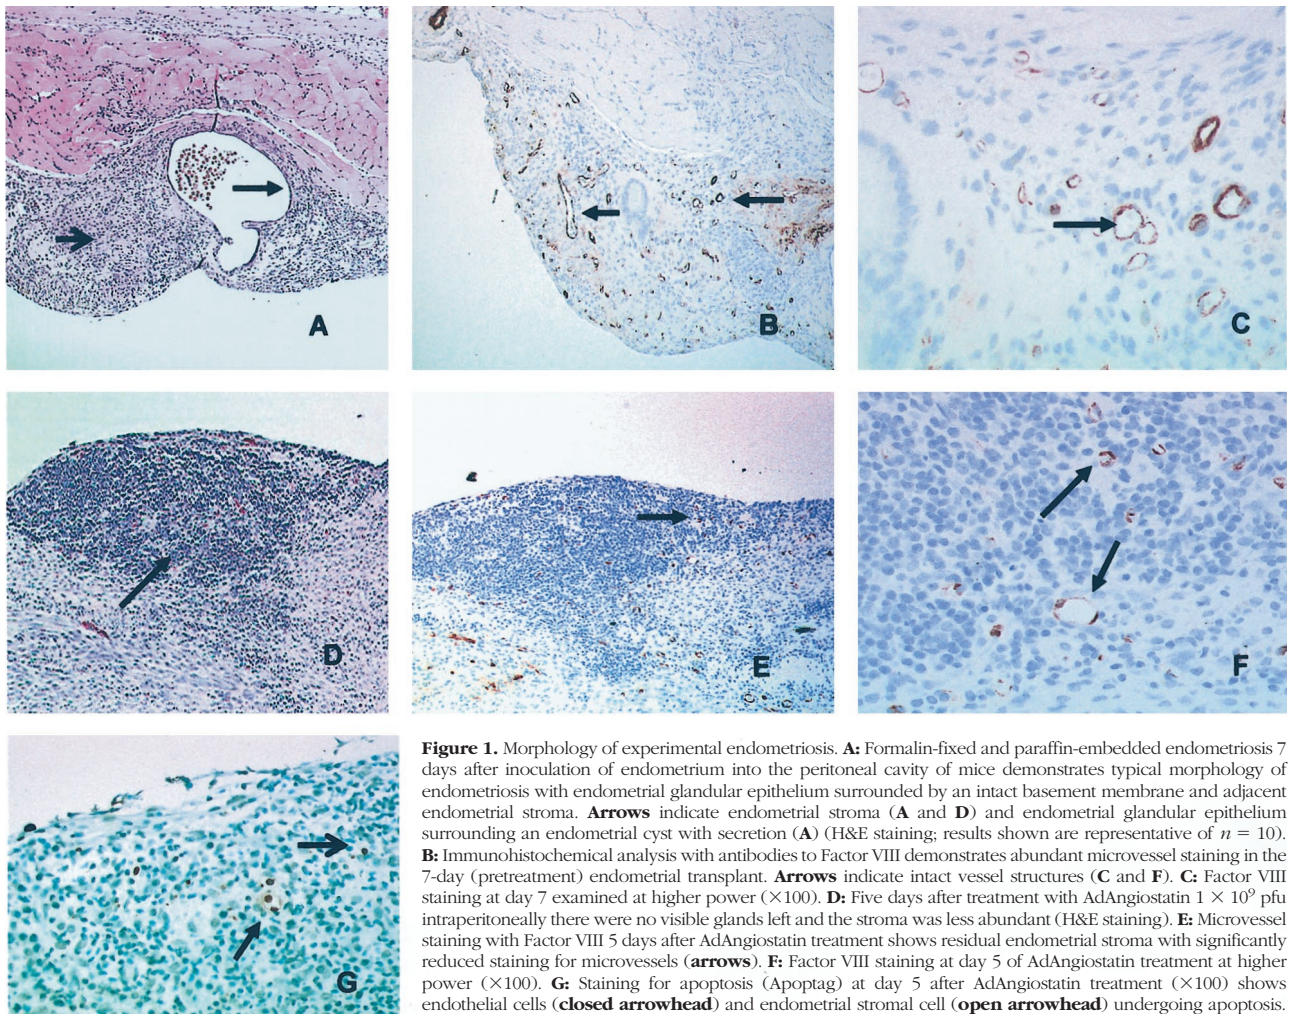 A
B
C
D
E
F
G
Figure 1. Morphology of experimental endometriosis. A: Formalin-fixed and paraffin-embedded endometriosis 7
days after inoculation of endometrium into the peritoneal cavity of mice demonstrates typical morphology of
endometriosis with endometrial glandular epithelium surrounded by an intact basement membrane and adjacent
endometrial stroma. Arrows indicate endometrial stroma (A and D) and endometrial glandular epithelium
surrounding an endometrial cyst with secretion (A) (H&E staining; results shown are representative of n = 10).
B: Immunohistochemical analysis with antibodies to Factor VIII demonstrates abundant microvessel staining in the
7-day (pretreatment) endometrial transplant. Arrows indicate intact vessel structures (C and F). C: Factor VIII
staining at day 7 examined at higher power (×100). D: Five days after treatment with AdAngiostatin 1 × 10⁹ pfu
intraperitoneally there were no visible glands left and the stroma was less abundant (H&E staining). E: Microvessel
staining with Factor VIII 5 days after AdAngiostatin treatment shows residual endometrial stroma with significantly
reduced staining for microvessels (arrows). F: Factor VIII staining at day 5 of AdAngiostatin treatment at higher
power (×100). G: Staining for apoptosis (Apoptag) at day 5 after AdAngiostatin treatment (×100) shows
endothelial cells (closed arrowhead) and endometrial stromal cell (open arrowhead) undergoing apoptosis.